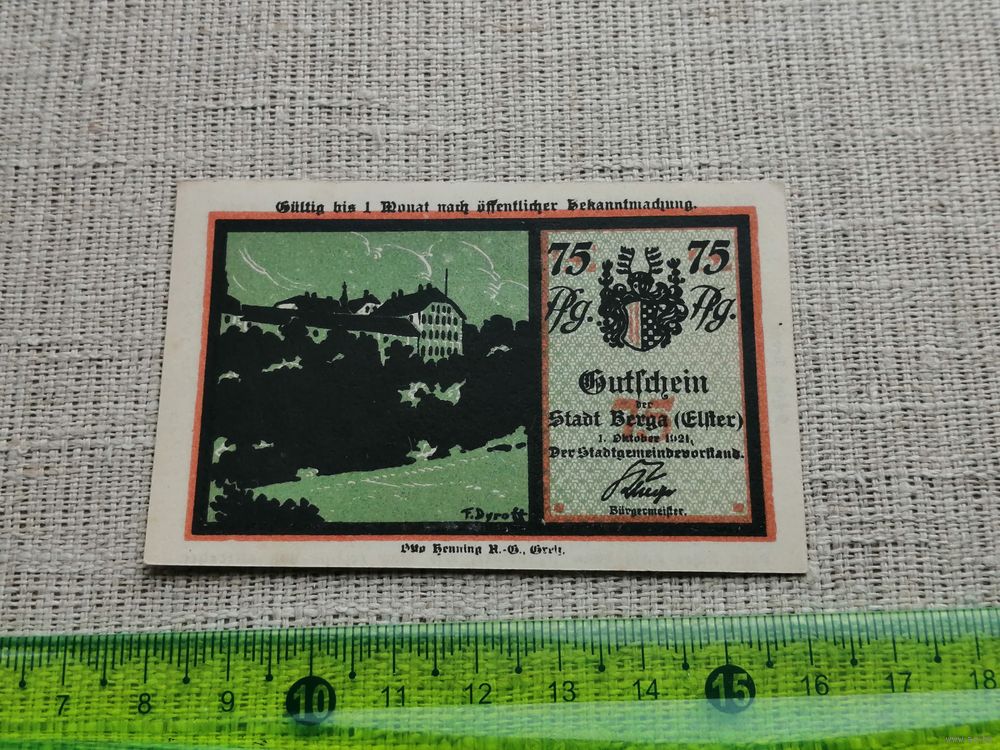 Gültig bis 1 Monat nach öffentlicher Bekanntmachung.
75 75
Pfg. Pfg.
Gutschein
der
75
Stadt Berga (Elster)
1. Oktober 1921.
Der Stadtgemeindevorstand.
Bürgermeister.
F. Dyroff
Otto Henning A.-G., Greiz.
7 8 9 10 11 12 13 14 15 16 17 18